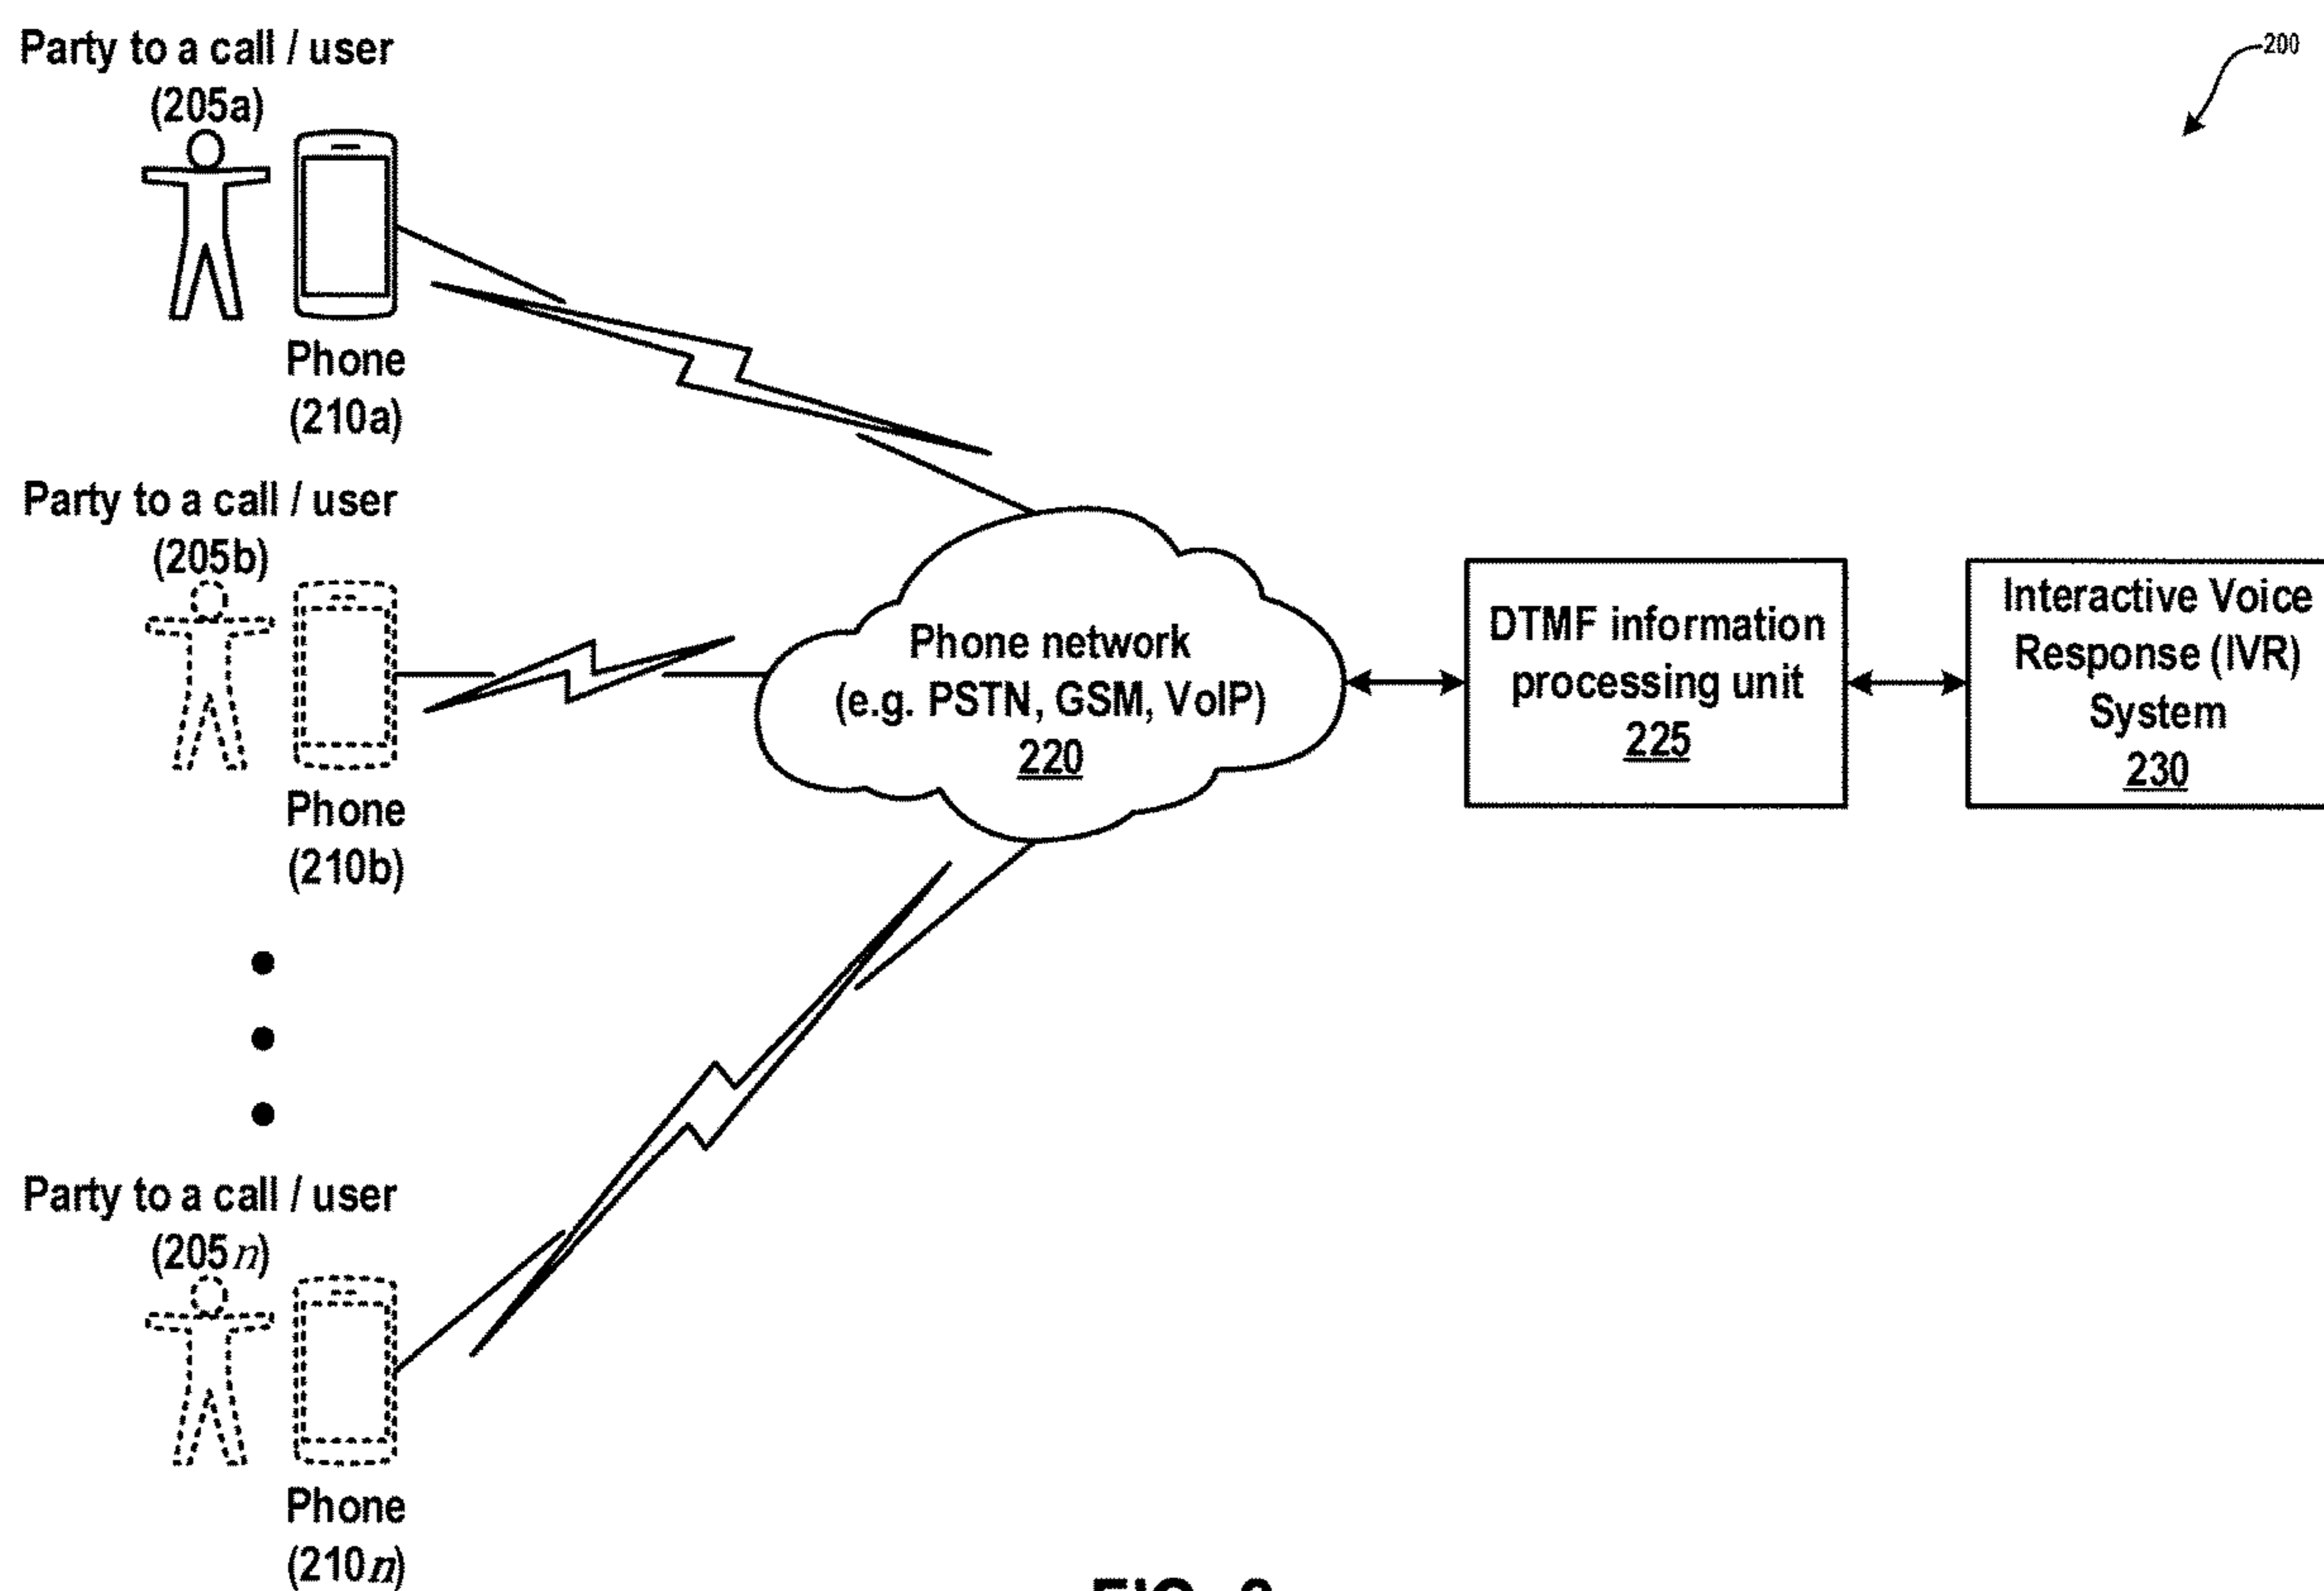 Party to a call / user
(205a)
200
Phone
(210a)
Party to a call / user
(205b)
Phone
(210b)
Phone network
(e.g. PSTN, GSM, VoIP)
220
DTMF information
processing unit
225
Interactive Voice
Response (IVR)
System
230
Party to a call / user
(205n)
Phone
(210n)